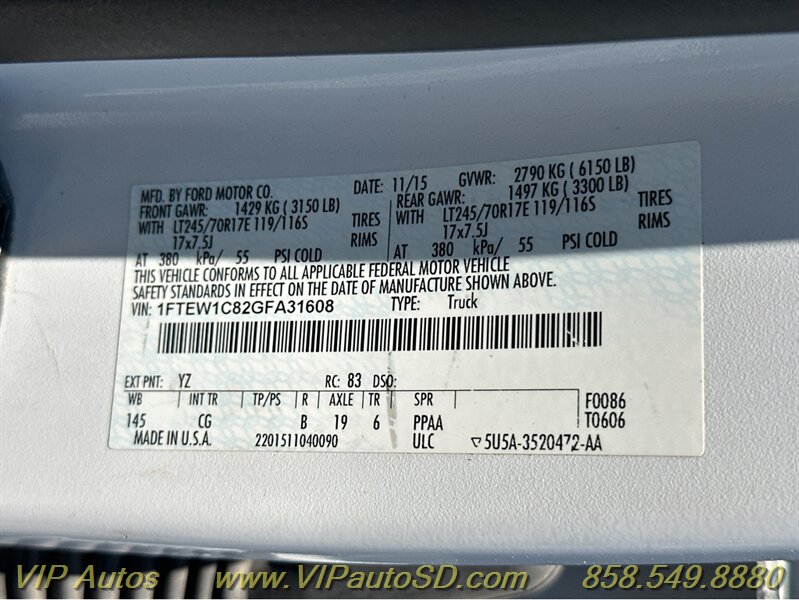 MFD. BY FORD MOTOR CO. DATE: 11/15 GVWR: 2790 KG ( 6150 LB)
FRONT GAWR: 1429 KG ( 3150 LB) REAR GAWR: 1497 KG ( 3300 LB)
WITH LT245/70R17E 119/116S TIRES WITH LT245/70R17E 119/116S TIRES
17x7.5J RIMS 17x7.5J RIMS
AT 380 kPa/ 55 PSI COLD AT 380 kPa/ 55 PSI COLD
THIS VEHICLE CONFORMS TO ALL APPLICABLE FEDERAL MOTOR VEHICLE
SAFETY STANDARDS IN EFFECT ON THE DATE OF MANUFACTURE SHOWN ABOVE.
VIN: 1FTEW1C82GFA31608 TYPE: Truck
EXT PNT: YZ RC: 83 DSO:
WB INT TR TP/PS R AXLE TR SPR F0086
145 CG B 19 6 PPAA T0606
MADE IN U.S.A. 2201511040090 ULC ▽5U5A-3520472-AA
VIP Autos www.VIPautoSD.com 858.549.8880